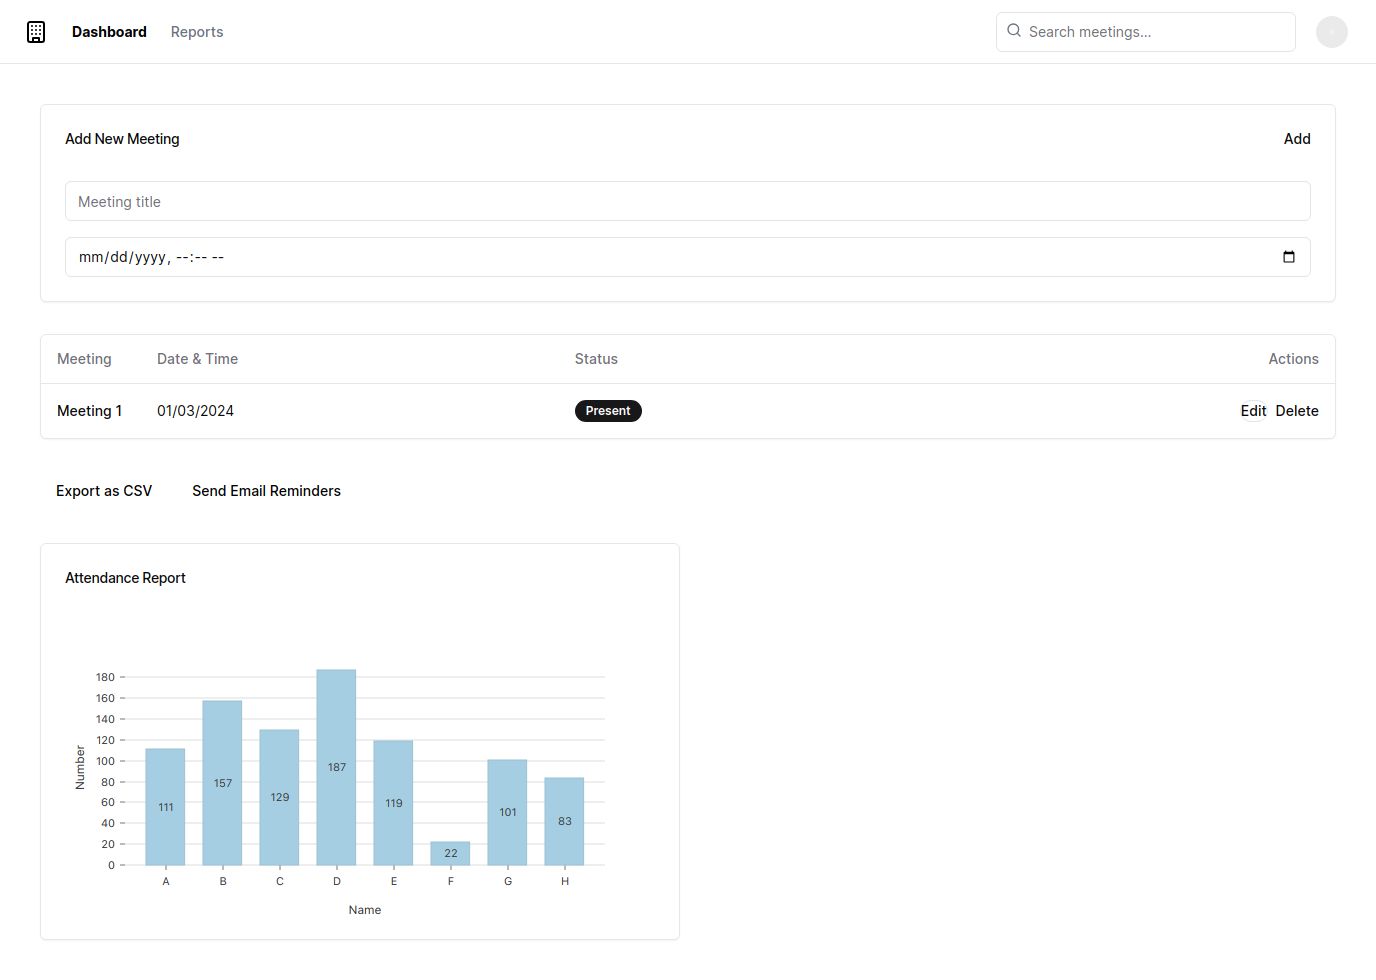 Dashboard Reports Search meetings...
Add New Meeting Add
Meeting title
mm/dd/yyyy, --:-- --
Meeting Date & Time Status Actions
Meeting 1 01/03/2024 Present Edit Delete
Export as CSV Send Email Reminders
Attendance Report
180
160
140
120
100
80
60
40
20
0
Number
111
157
129
187
119
22
101
83
A B C D E F G H
Name